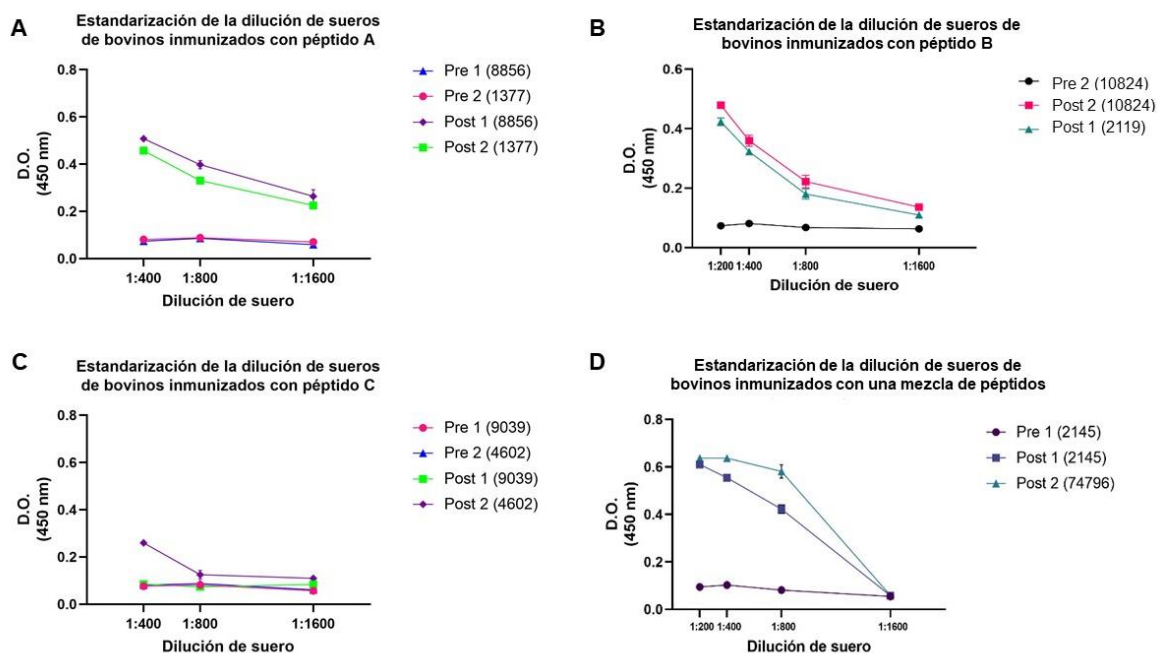 A
Estandarización de la dilución de sueros
de bovinos inmunizados con péptido A
0.8
0.6
0.4
0.2
0.0
D.O.
(450 nm)
1:400
1:800
1:1600
Dilución de suero
Pre 1 (8856)
Pre 2 (1377)
Post 1 (8856)
Post 2 (1377)
B
Estandarización de la dilución de sueros de
bovinos inmunizados con péptido B
0.6
0.4
0.2
0.0
D.O.
(450 nm)
1:200
1:400
1:800
1:1600
Dilución de suero
Pre 2 (10824)
Post 2 (10824)
Post 1 (2119)
C
Estandarización de la dilución de sueros
de bovinos inmunizados con péptido C
0.8
0.6
0.4
0.2
0.0
D.O.
(450 nm)
1:400
1:800
1:1600
Dilución de suero
Pre 1 (9039)
Pre 2 (4602)
Post 1 (9039)
Post 2 (4602)
D
Estandarización de la dilución de sueros de
bovinos inmunizados con una mezcla de péptidos
0.8
0.6
0.4
0.2
0.0
D.O.
(450 nm)
1:200
1:400
1:800
1:1600
Dilución de suero
Pre 1 (2145)
Post 1 (2145)
Post 2 (74796)